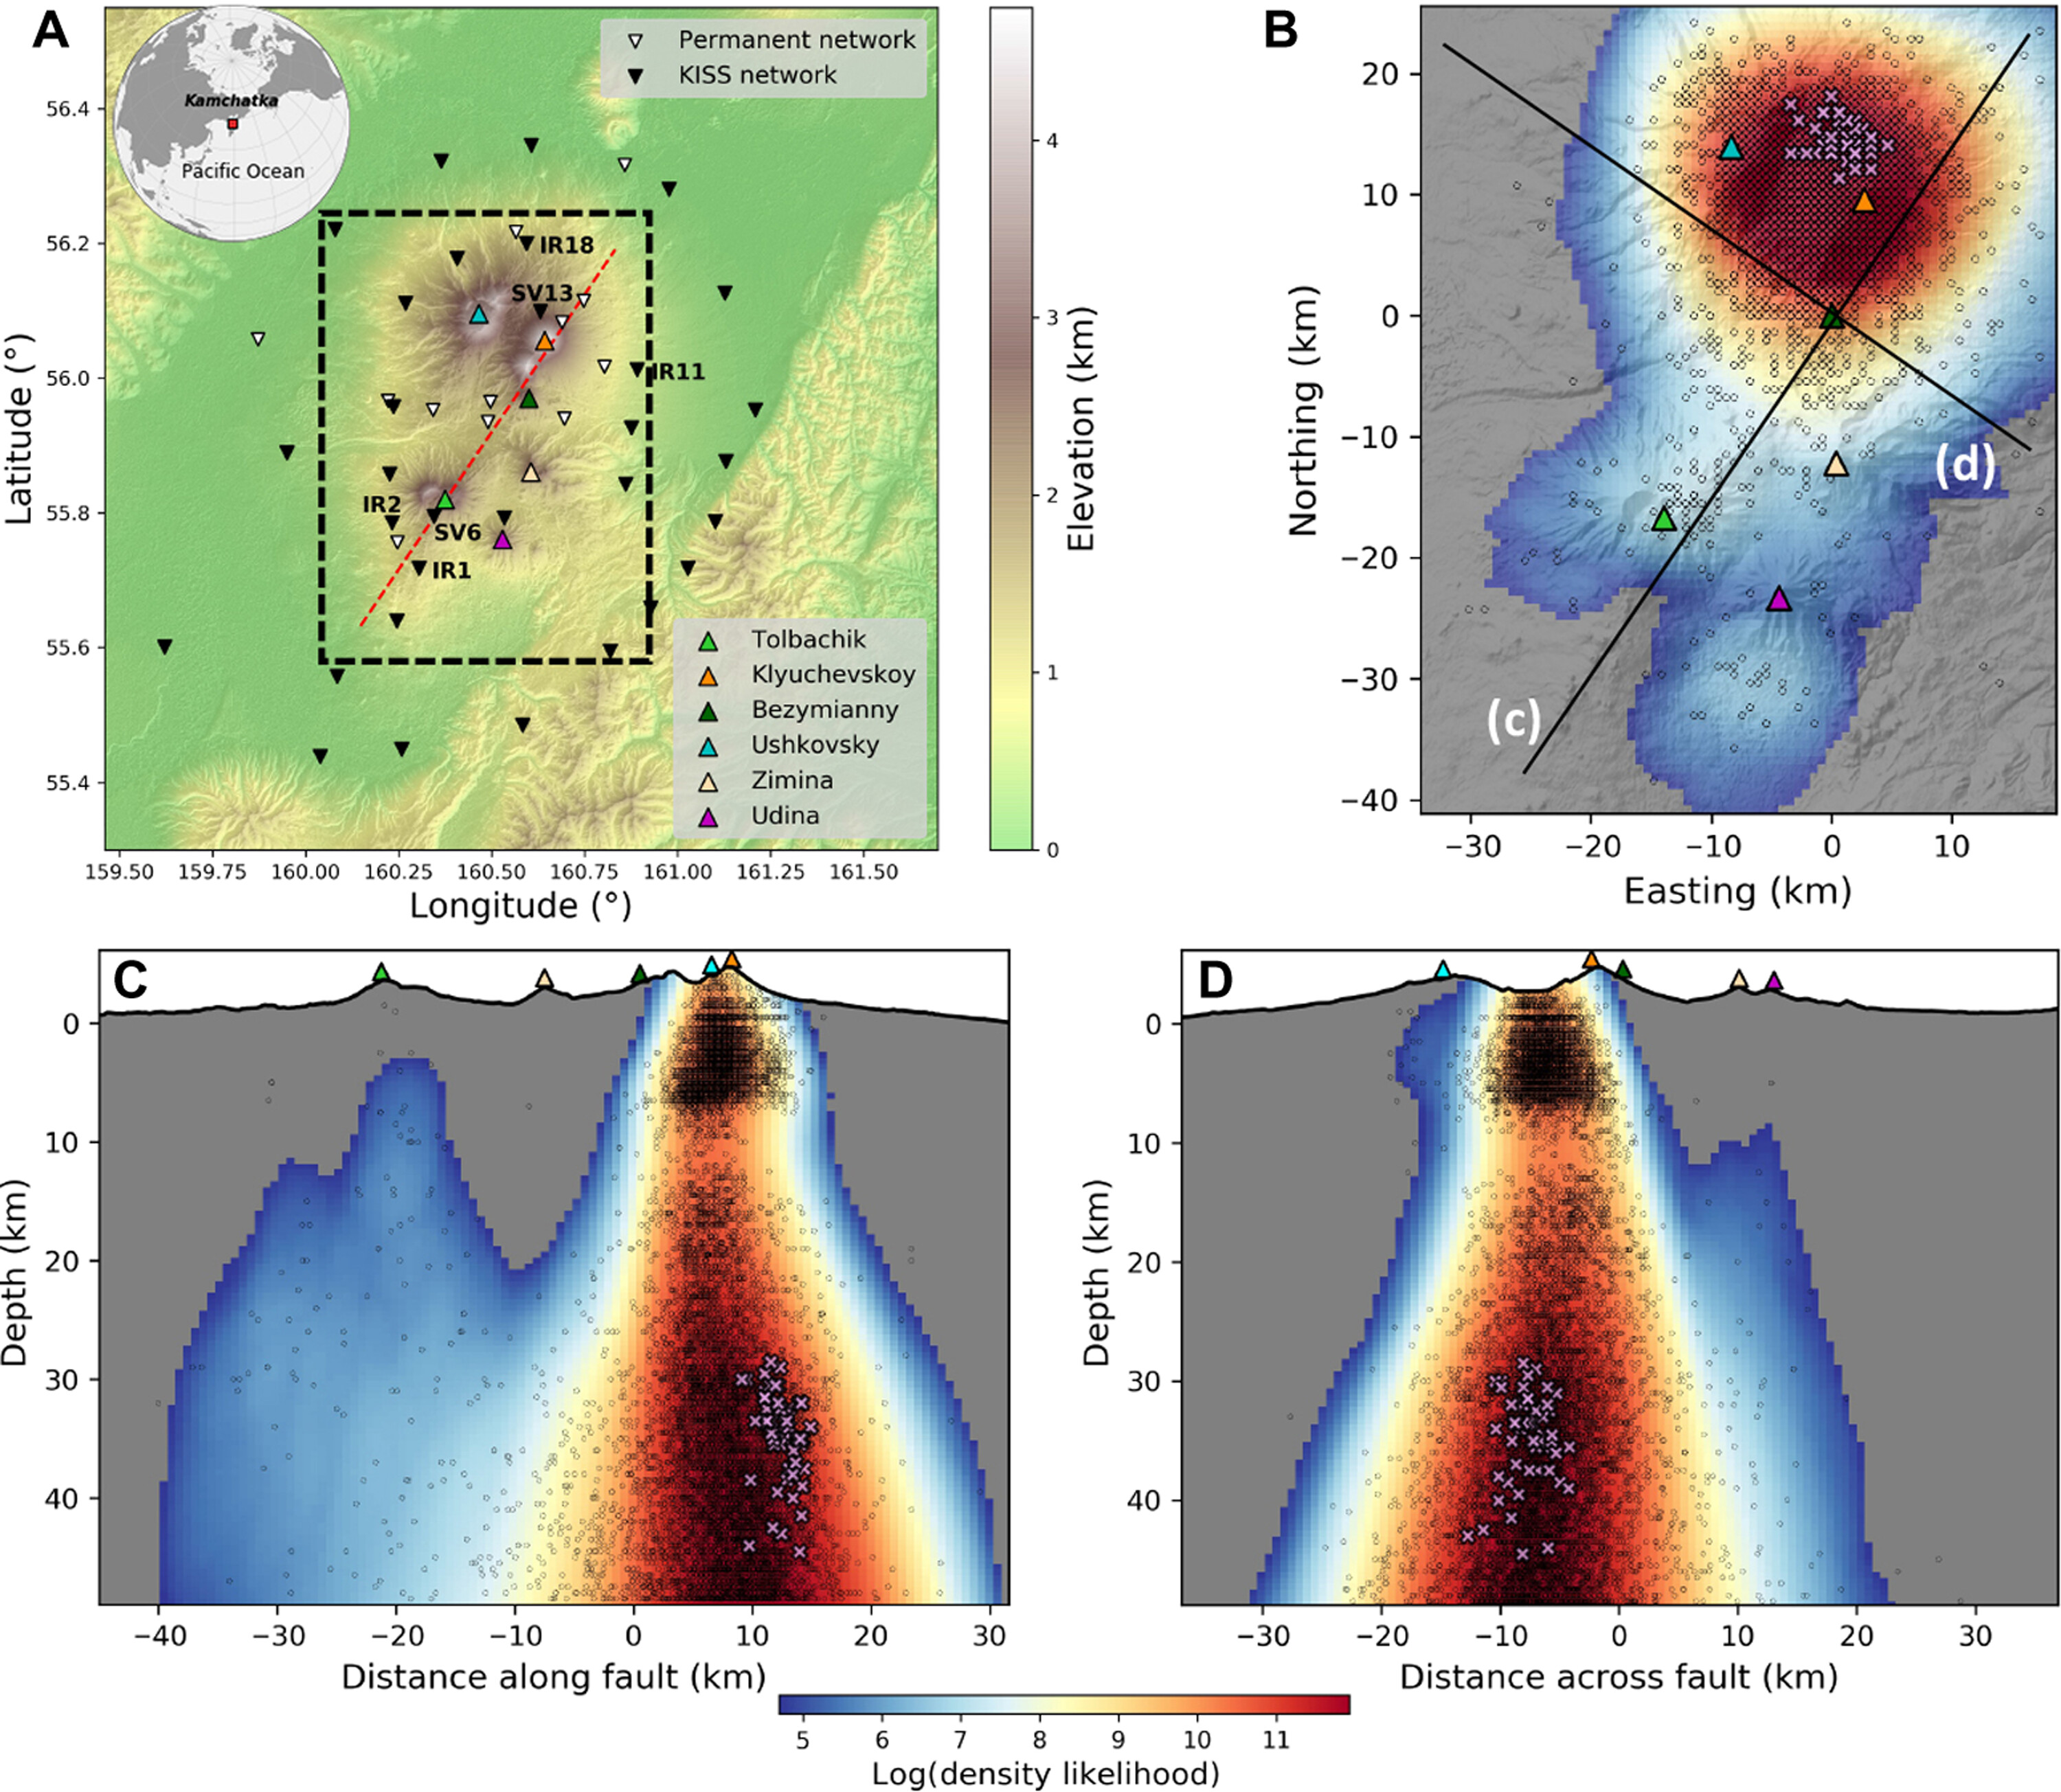 A
Kamchatka
Pacific Ocean
Permanent network
KISS network
56.4
56.2
56.0
55.8
55.6
55.4
Latitude (°)
IR18
SV13
IR11
IR2
SV6
IR1
Tolbachik
Klyuchevskoy
Bezymianny
Ushkovsky
Zimina
Udina
159.50 159.75 160.00 160.25 160.50 160.75 161.00 161.25 161.50
Longitude (°)
4
3
2
1
0
Elevation (km)
B
20
10
0
−10
−20
−30
−40
Northing (km)
(d)
(c)
−30 −20 −10 0 10
Easting (km)
C
0
10
20
30
40
Depth (km)
−40 −30 −20 −10 0 10 20 30
Distance along fault (km)
D
0
10
20
30
40
Depth (km)
−30 −20 −10 0 10 20 30
Distance across fault (km)
5 6 7 8 9 10 11
Log(density likelihood)